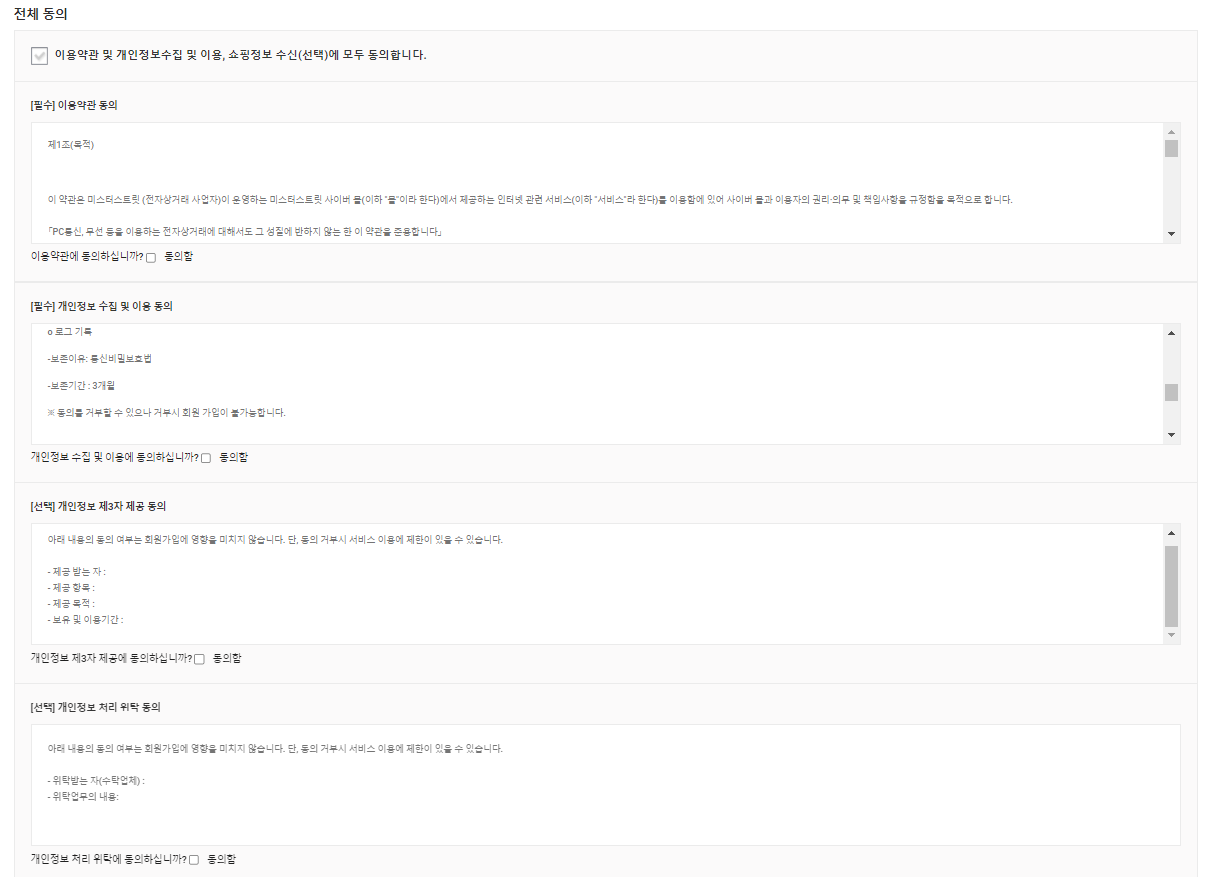 전체 동의
이용약관 및 개인정보수집 및 이용, 쇼핑정보 수신(선택)에 모두 동의합니다.
[필수] 이용약관 동의
제1조(목적)
이 약관은 미스터스트릿 (전자상거래 사업자)이 운영하는 미스터스트릿 사이버 몰(이하 "몰"이라 한다)에서 제공하는 인터넷 관련 서비스(이하 "서비스"라 한다)를 이용함에 있어 사이버 몰과 이용자의 권리·의무 및 책임사항을 규정함을 목적으로 합니다.
「PC통신, 무선 등을 이용하는 전자상거래에 대해서도 그 성질에 반하지 않는 한 이 약관을 준용합니다」
이용약관에 동의하십니까? 동의함
[필수] 개인정보 수집 및 이용 동의
o 로그 기록
-보존이유: 통신비밀보호법
-보존기간 : 3개월
※ 동의를 거부할 수 있으나 거부시 회원 가입이 불가능합니다.
개인정보 수집 및 이용에 동의하십니까? 동의함
[선택] 개인정보 제3자 제공 동의
아래 내용의 동의 여부는 회원가입에 영향을 미치지 않습니다. 단, 동의 거부시 서비스 이용에 제한이 있을 수 있습니다.
- 제공 받는 자 :
- 제공 항목 :
- 제공 목적 :
- 보유 및 이용기간 :
개인정보 제3자 제공에 동의하십니까? 동의함
[선택] 개인정보 처리 위탁 동의
아래 내용의 동의 여부는 회원가입에 영향을 미치지 않습니다. 단, 동의 거부시 서비스 이용에 제한이 있을 수 있습니다.
- 위탁받는 자(수탁업체) :
- 위탁업무의 내용:
개인정보 처리 위탁에 동의하십니까? 동의함